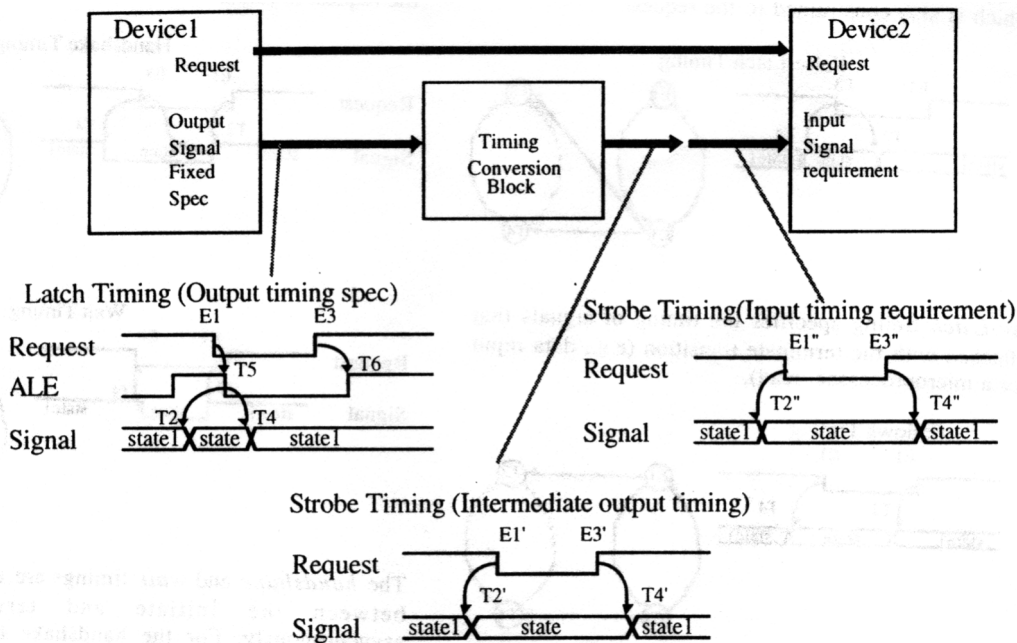 Device1
Device2
Request
Request
Output
Signal
Fixed
Spec
Timing
Conversion
Block
Input
Signal
requirement
Latch Timing (Output timing spec)
E1 E3
Request
T5 T6
ALE
T2 T4
Signal state1 state state1
Strobe Timing(Input timing requirement)
E1" E3"
Request
T2" T4"
Signal state1 state state1
Strobe Timing (Intermediate output timing)
E1' E3'
Request
T2' T4'
Signal state1 state state1